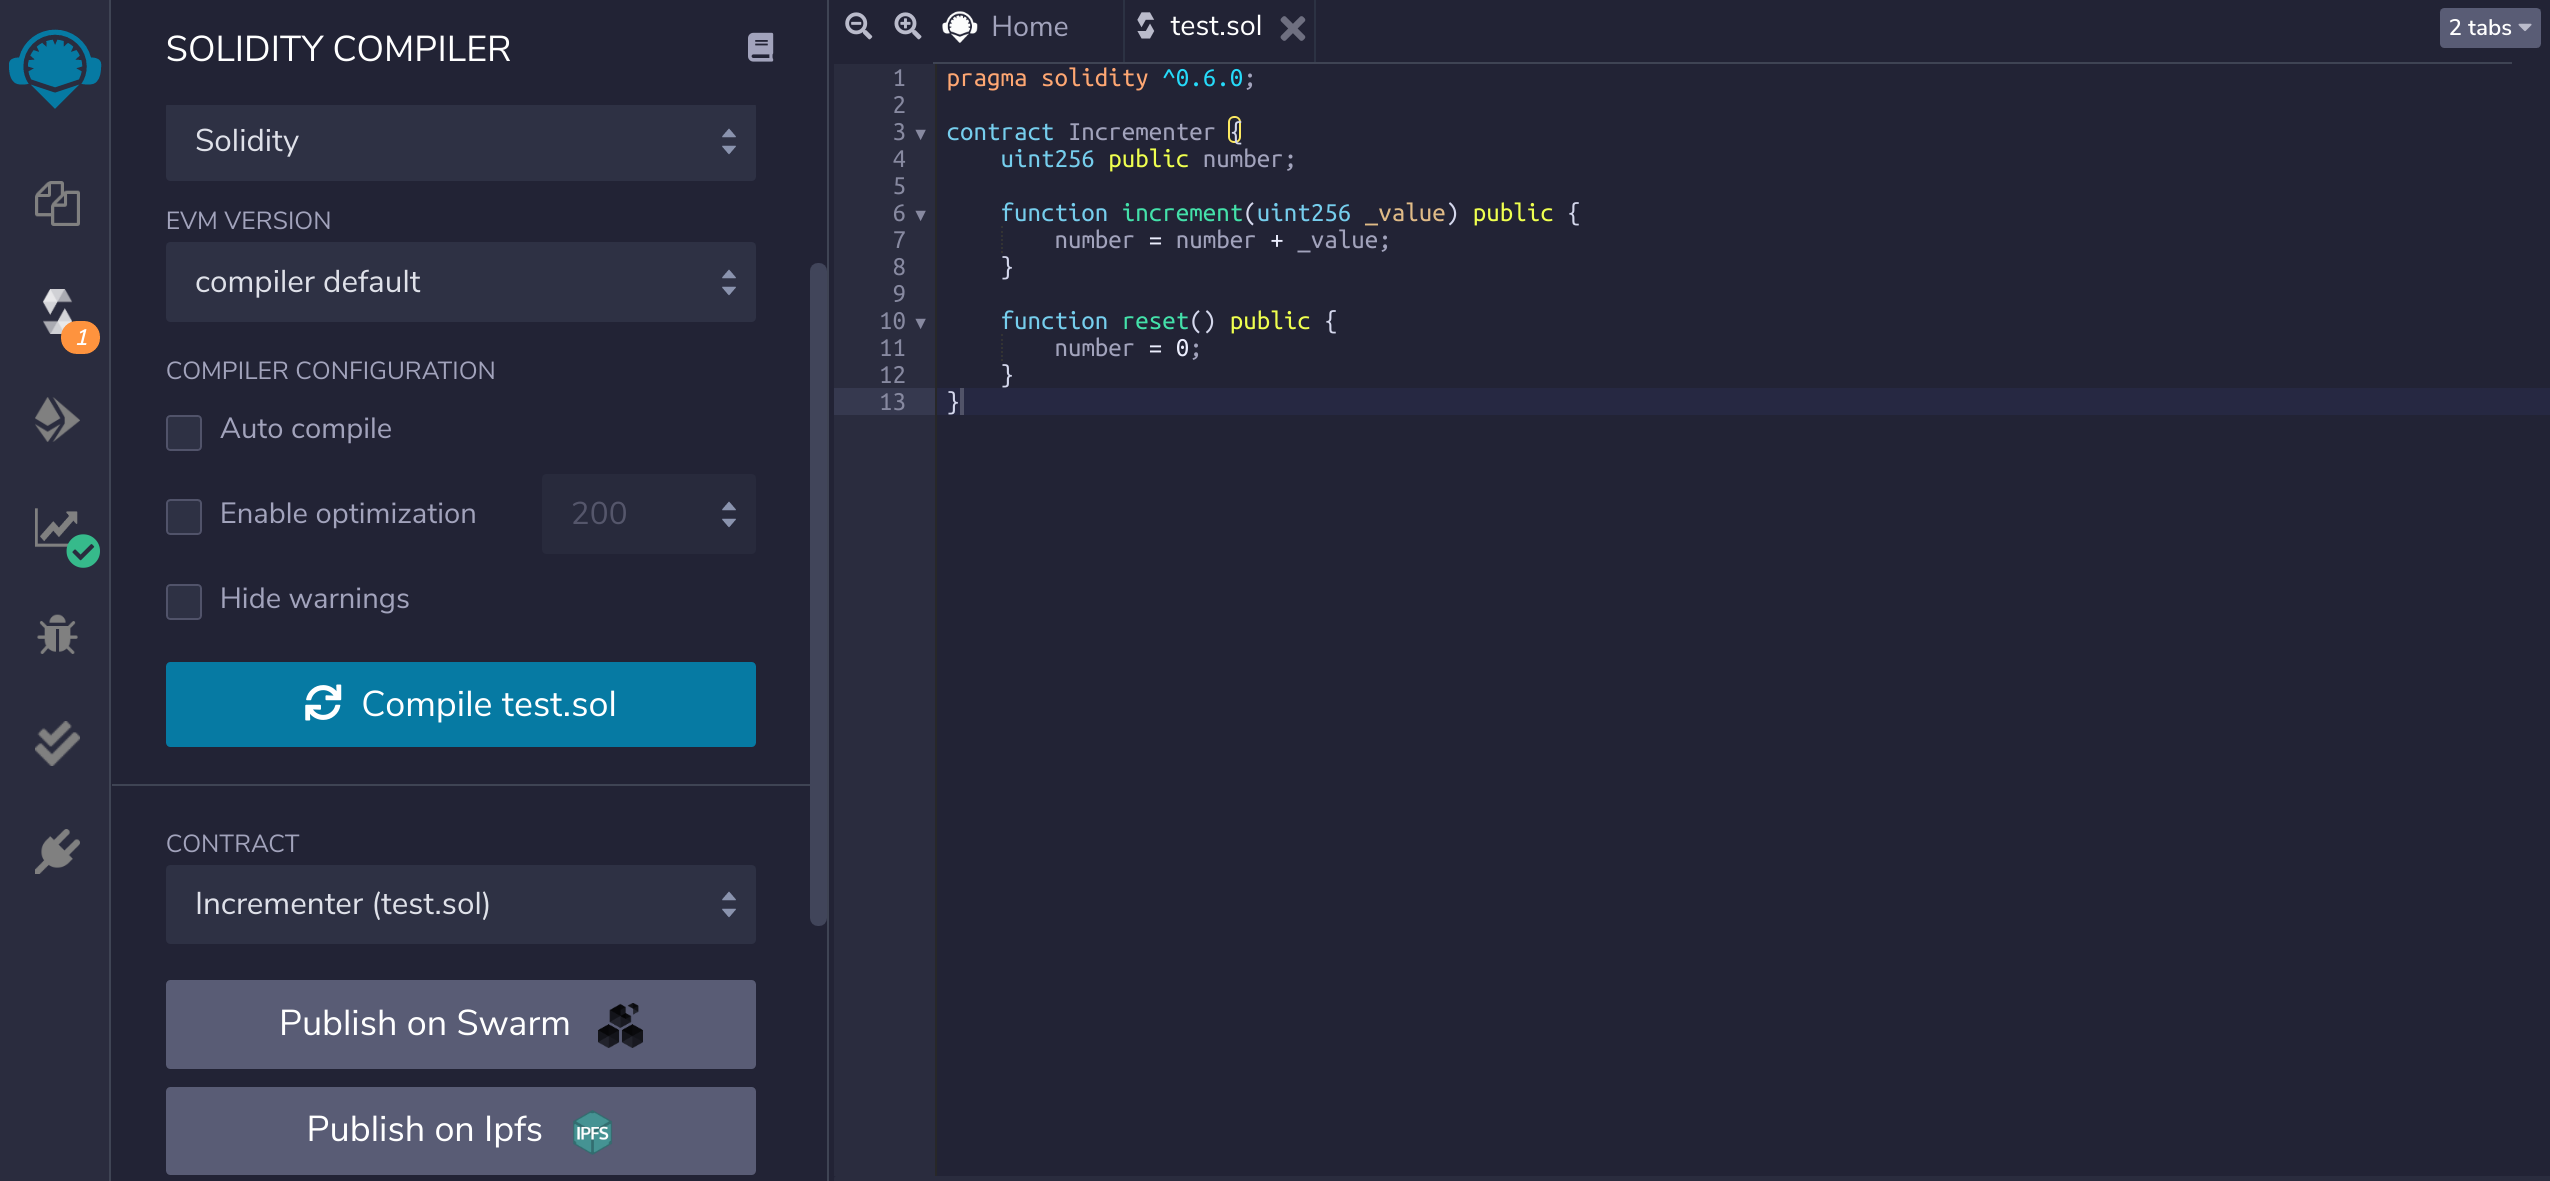 SOLIDITY COMPILER
Solidity
EVM VERSION
compiler default
COMPILER CONFIGURATION
Auto compile
Enable optimization 200
Hide warnings
Compile test.sol
CONTRACT
Incrementer (test.sol)
Publish on Swarm
Publish on Ipfs IPFS
1
Home test.sol 2 tabs
1 pragma solidity ^0.6.0;
2
3 contract Incrementer {
4     uint256 public number;
5
6     function increment(uint256 _value) public {
7         number = number + _value;
8     }
9
10     function reset() public {
11         number = 0;
12     }
13 }